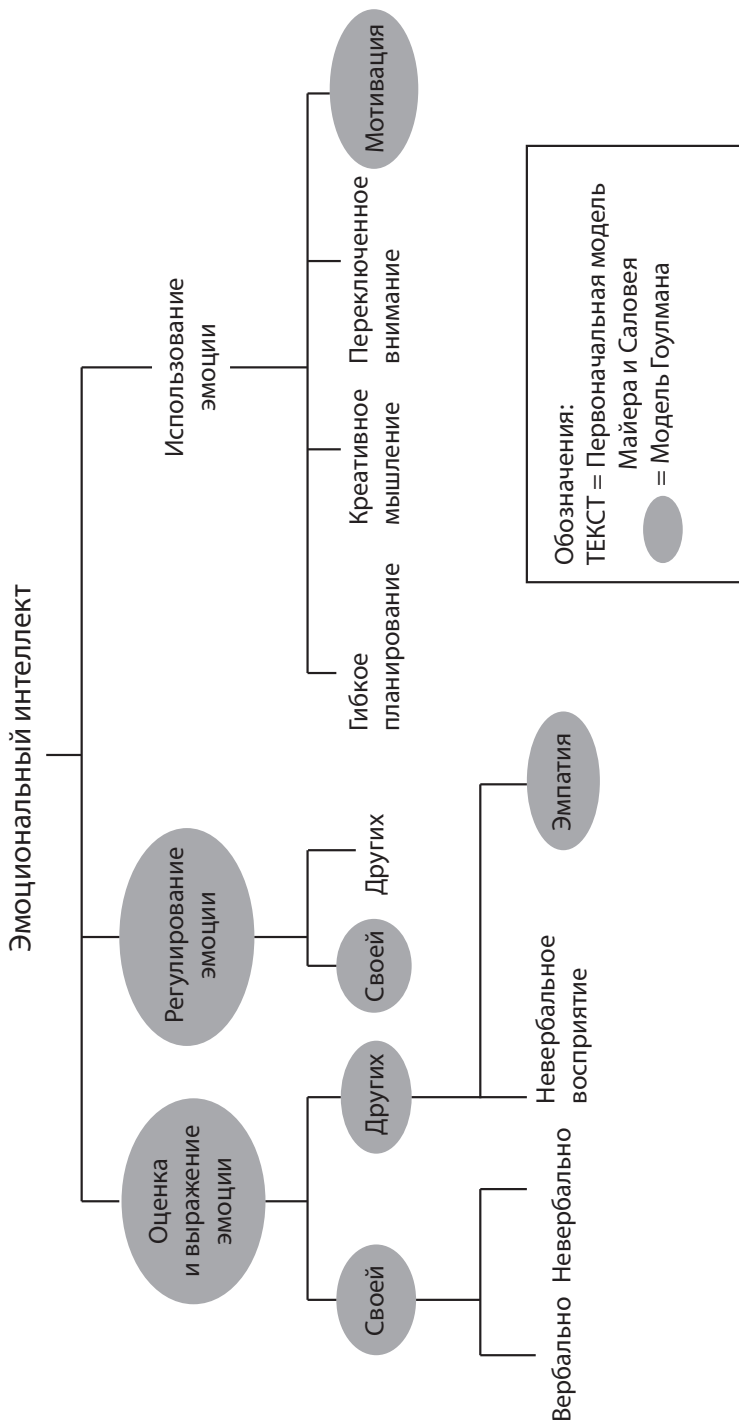 Эмоциональный интеллект
Оценка
и выражение
эмоции
Регулирование
эмоции
Использование
эмоции
Своей
Других
Своей
Других
Гибкое
планирование
Креативное
мышление
Переключенное
внимание
Мотивация
Вербально
Невербально
Невербальное
восприятие
Эмпатия
Обозначения:
ТЕКСТ = Первоначальная модель
Майера и Саловея
= Модель Гоулмана